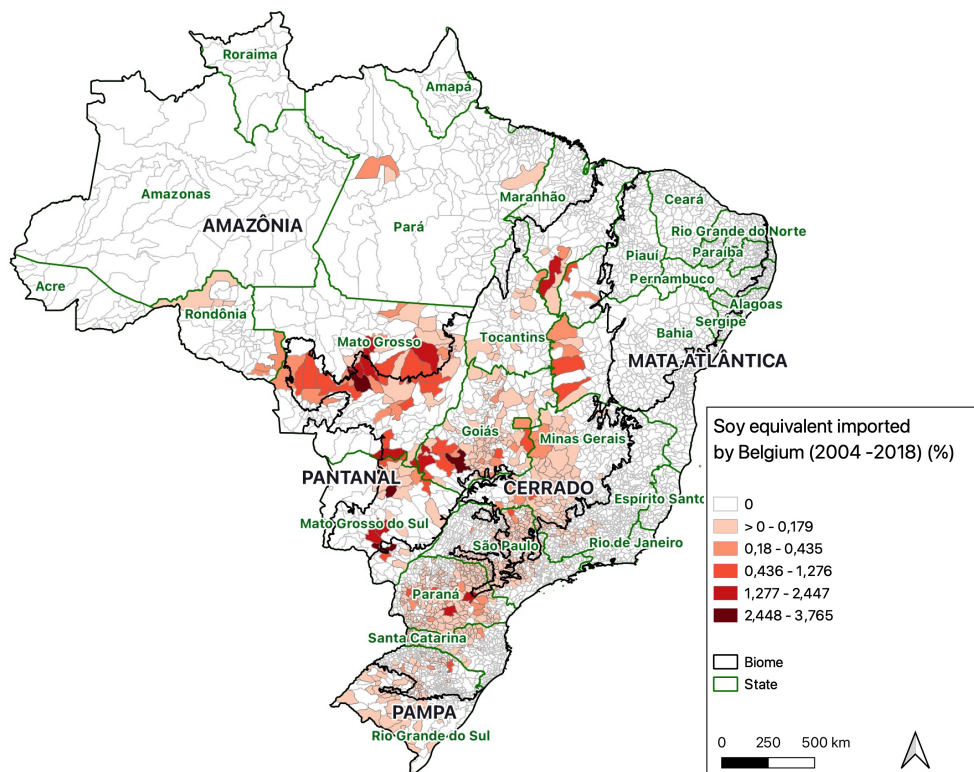 Roraima
Amapá
Amazonas
AMAZÔNIA
Pará
Maranhão
Ceará
Rio Grande do Norte
Piauí
Paraíba
Pernambuco
Acre
Alagoas
Rondônia
Sergipe
Mato Grosso
Tocantins
Bahia
MATA ATLÂNTICA
Goiás
Minas Gerais
PANTANAL
CERRADO
Espírito Santo
Mato Grosso do Sul
São Paulo
Rio de Janeiro
Paraná
Santa Catarina
PAMPA
Rio Grande do Sul
Soy equivalent imported
by Belgium (2004 -2018) (%)
0
> 0 - 0,179
0,18 - 0,435
0,436 - 1,276
1,277 - 2,447
2,448 - 3,765
Biome
State
0 250 500 km